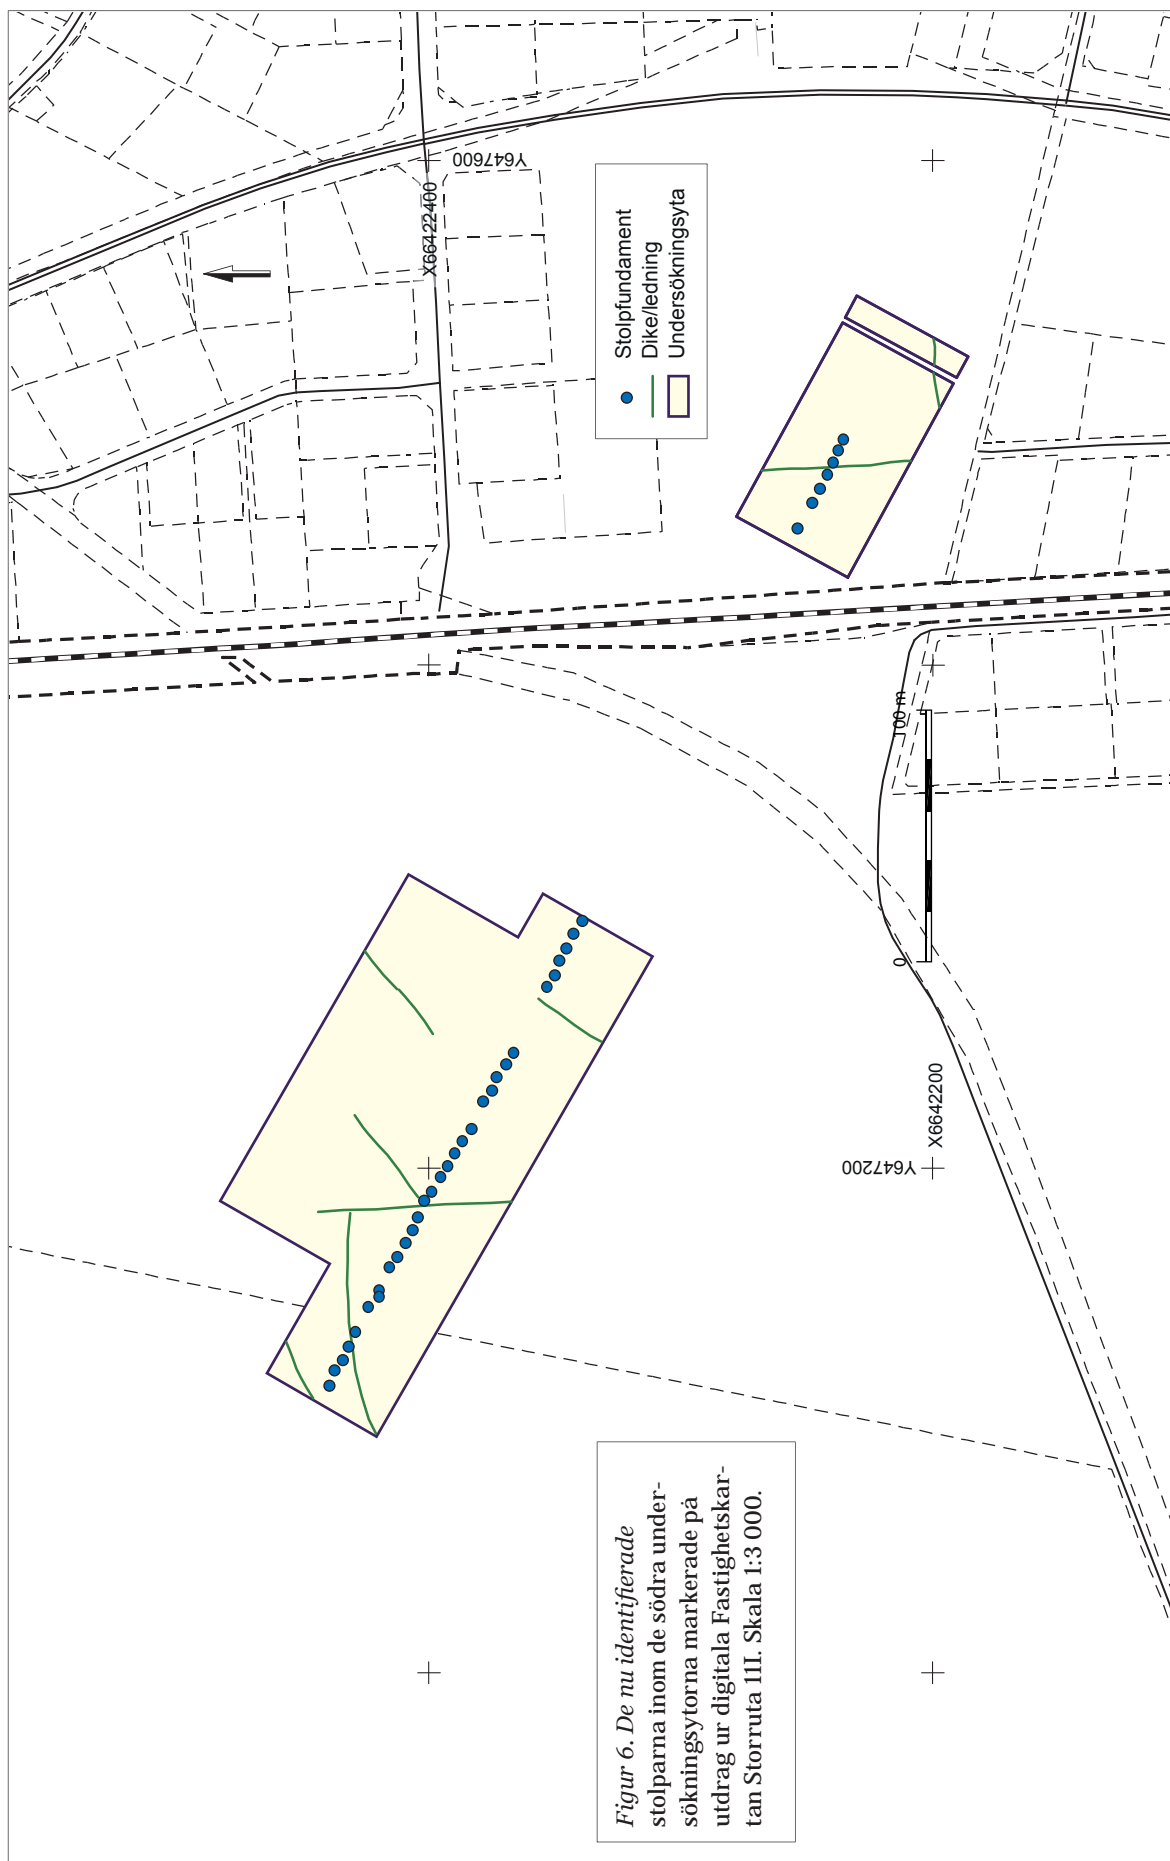 Y647600
X66422400
Stolpfundament
Dike/ledning
Undersökningsyta
100 m
0
X6642200
Y647200
Figur 6. De nu identifierade
stolparna inom de södra under-
sökningsytorna markerade på
utdrag ur digitala Fastighetskar-
tan Storruta 11I. Skala 1:3 000.